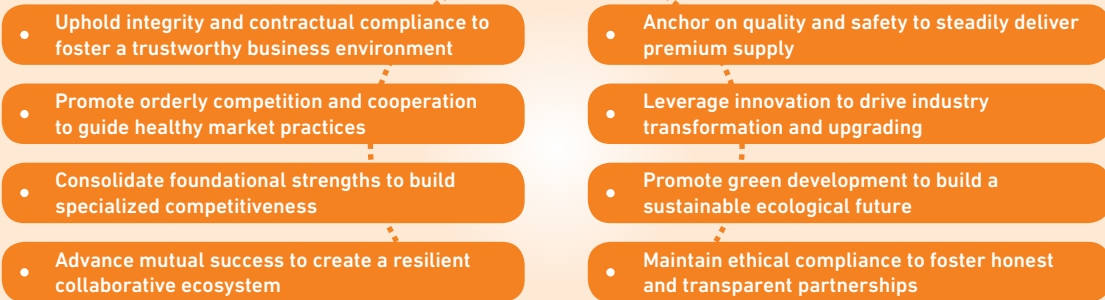 • Uphold integrity and contractual compliance to
foster a trustworthy business environment
• Promote orderly competition and cooperation
to guide healthy market practices
• Consolidate foundational strengths to build
specialized competitiveness
• Advance mutual success to create a resilient
collaborative ecosystem
• Anchor on quality and safety to steadily deliver
premium supply
• Leverage innovation to drive industry
transformation and upgrading
• Promote green development to build a
sustainable ecological future
• Maintain ethical compliance to foster honest
and transparent partnerships